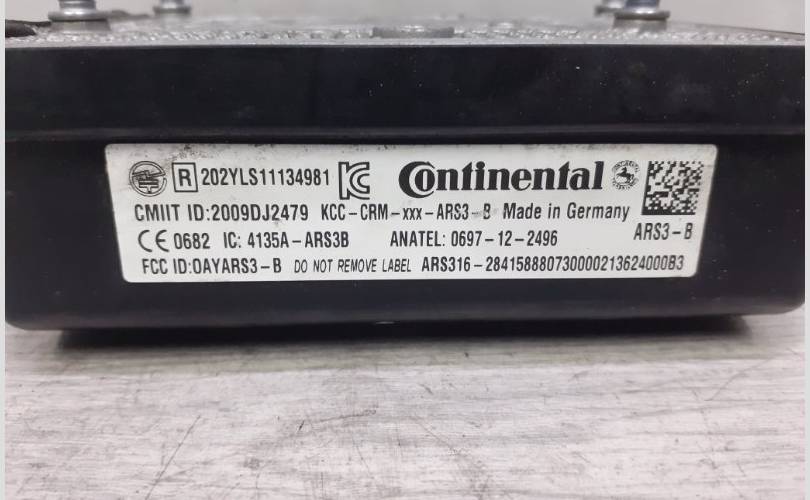 R 202YLS11134981 Continental
CMIIT ID:2009DJ2479 KCC-CRM-xxx-ARS3-B Made in Germany
CE 0682 IC: 4135A-ARS3B ANATEL: 0697-12-2496 ARS3-B
FCC ID:OAYARS3-B DO NOT REMOVE LABEL ARS316-284158880730000213624000B3